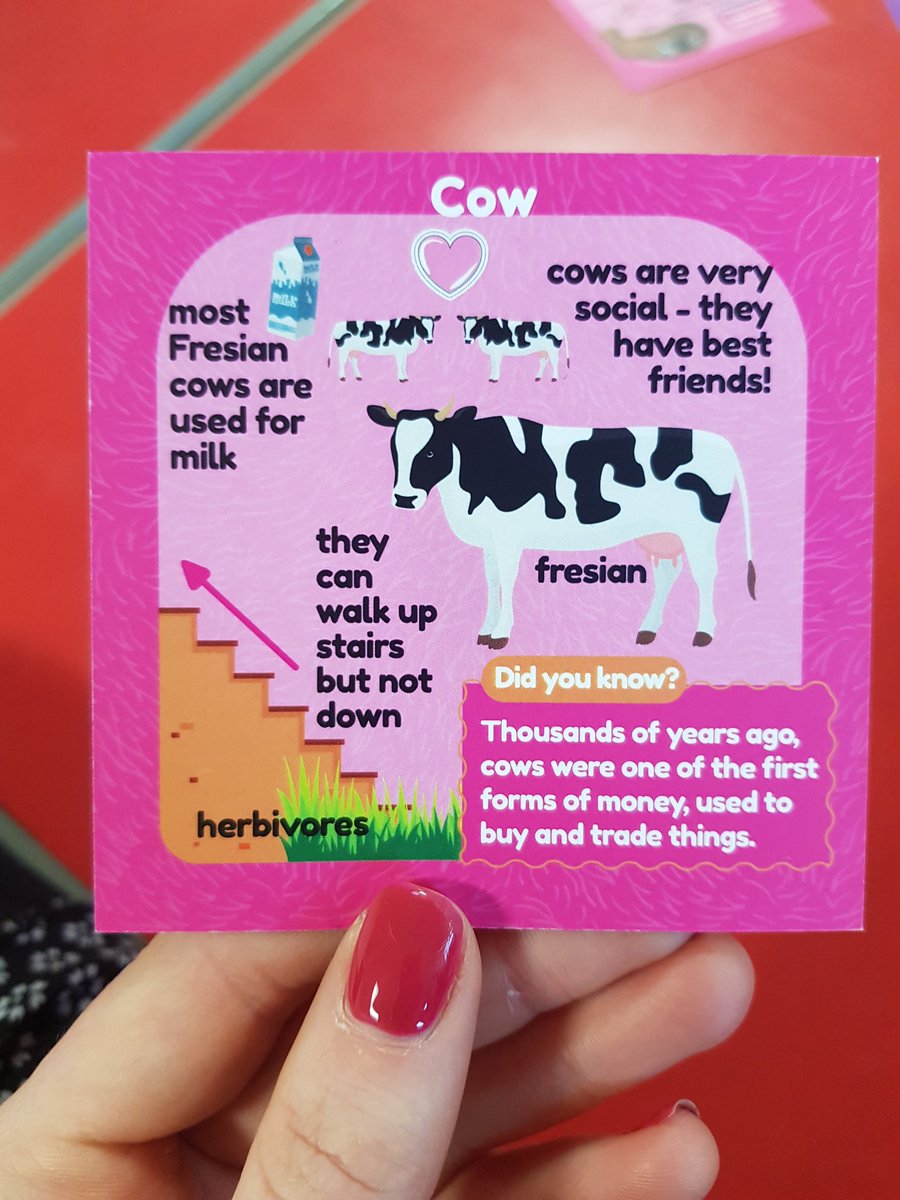 Cow
most
Fresian
cows are
used for
milk
MILK
cows are very
social - they
have best
friends!
they
can
walk up
stairs
but not
down
fresian
herbivores
Did you know?
Thousands of years ago,
cows were one of the first
forms of money, used to
buy and trade things.